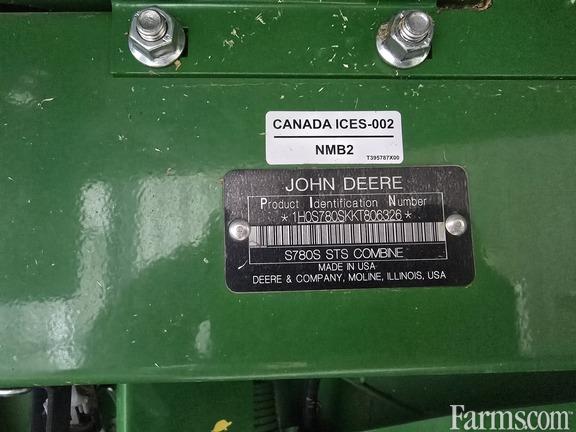 CANADA ICES-002
NMB2
T395787X00
JOHN DEERE
Product Identification Number
*1H0S780SKKT806326*
S780S STS COMBINE
MADE IN USA
DEERE & COMPANY, MOLINE, ILLINOIS, USA
Farms.com